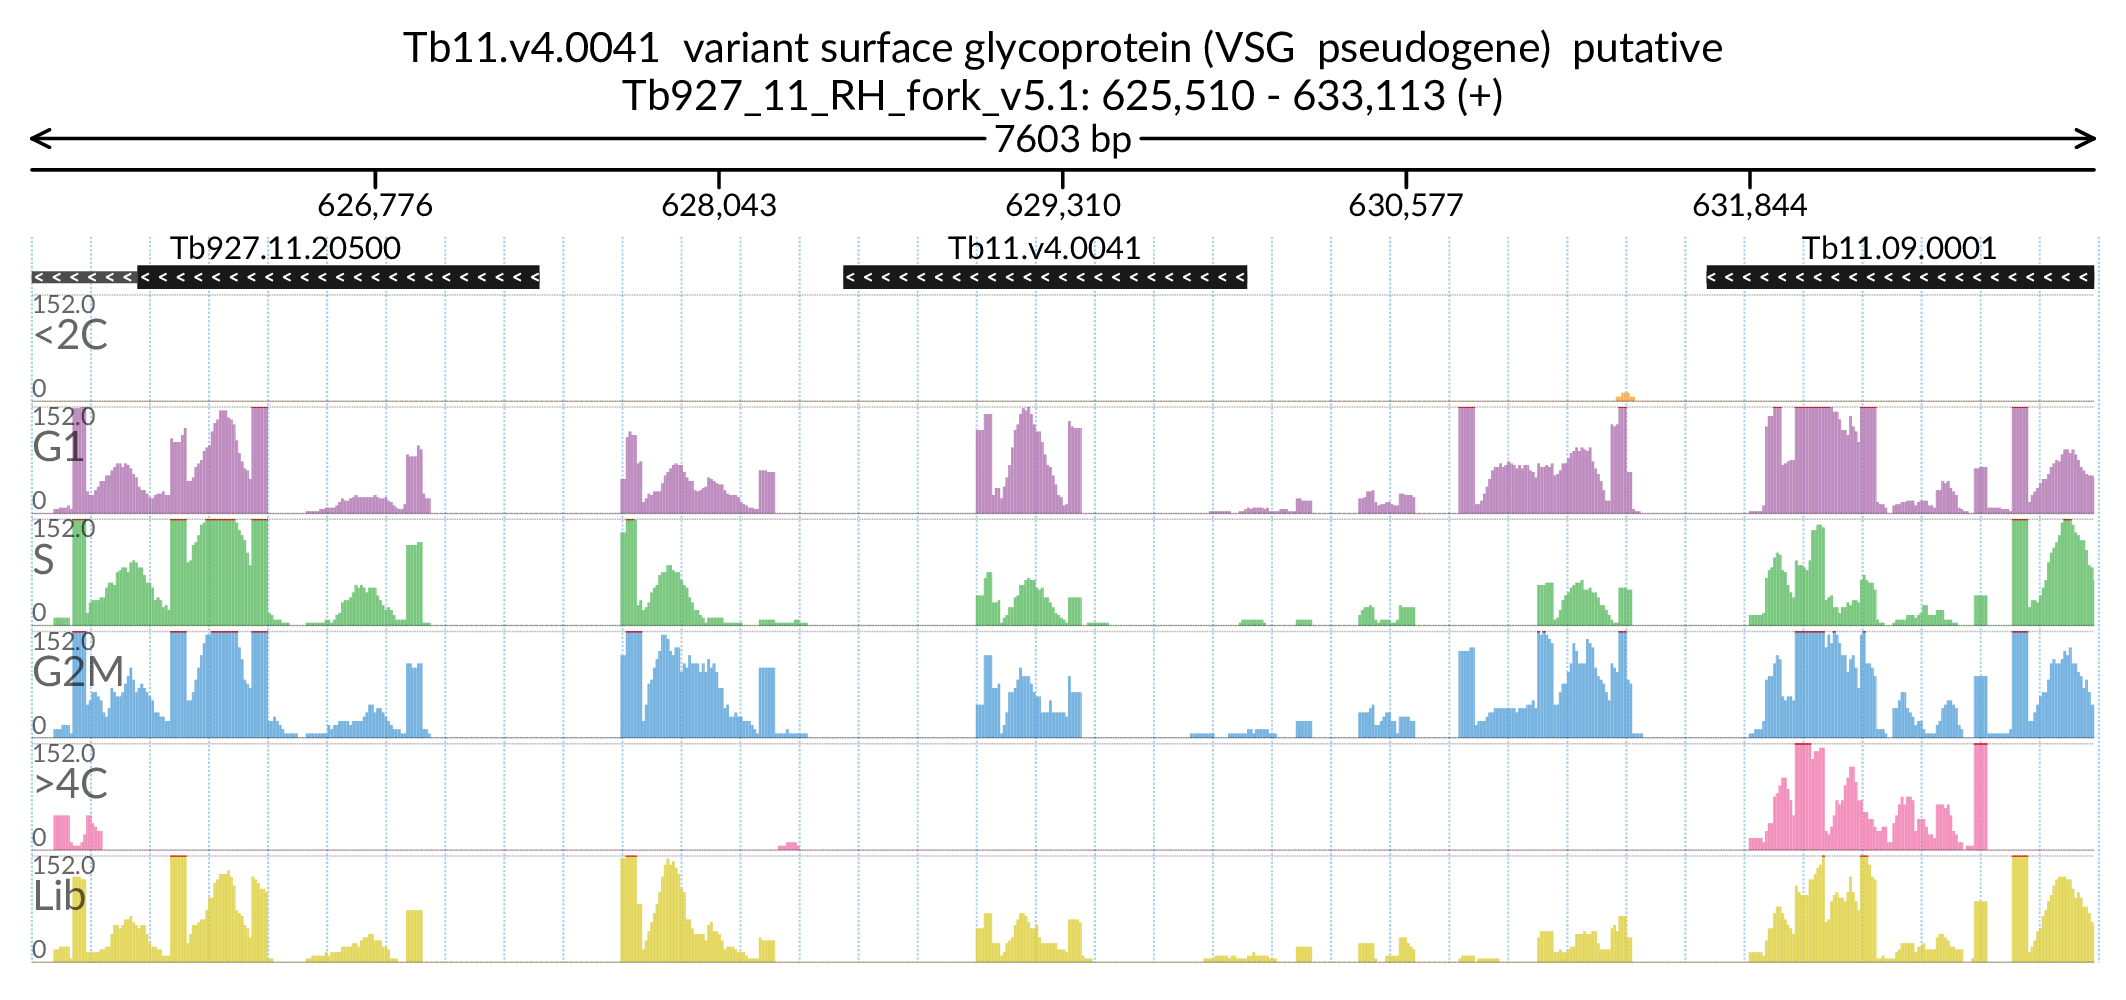 Tb11.v4.0041  variant surface glycoprotein (VSG  pseudogene)  putative
Tb927_11_RH_fork_v5.1: 625,510 - 633,113 (+)
7603 bp
626,776 628,043 629,310 630,577 631,844
Tb927.11.20500 Tb11.v4.0041 Tb11.09.0001
152.0
<2C
0
152.0
G1
0
152.0
S
0
152.0
G2M
0
152.0
>4C
0
152.0
Lib
0